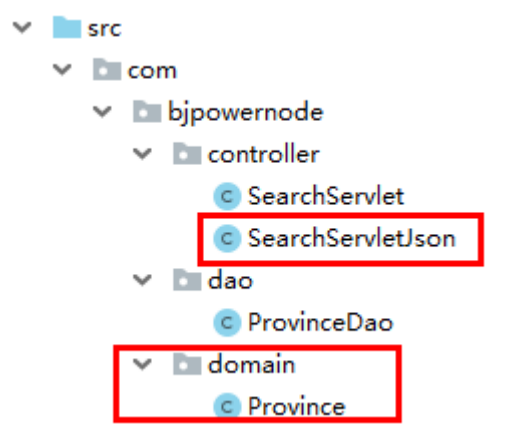 src
com
bjpowernode
controller
C SearchServlet
C SearchServletJson
dao
C ProvinceDao
domain
C Province